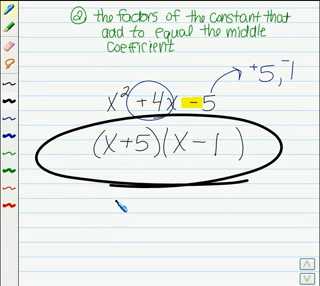 ② the factors of the constant that
add to equal the middle
coefficient
+5, -1
x² + 4x - 5
(x+5)(x-1)